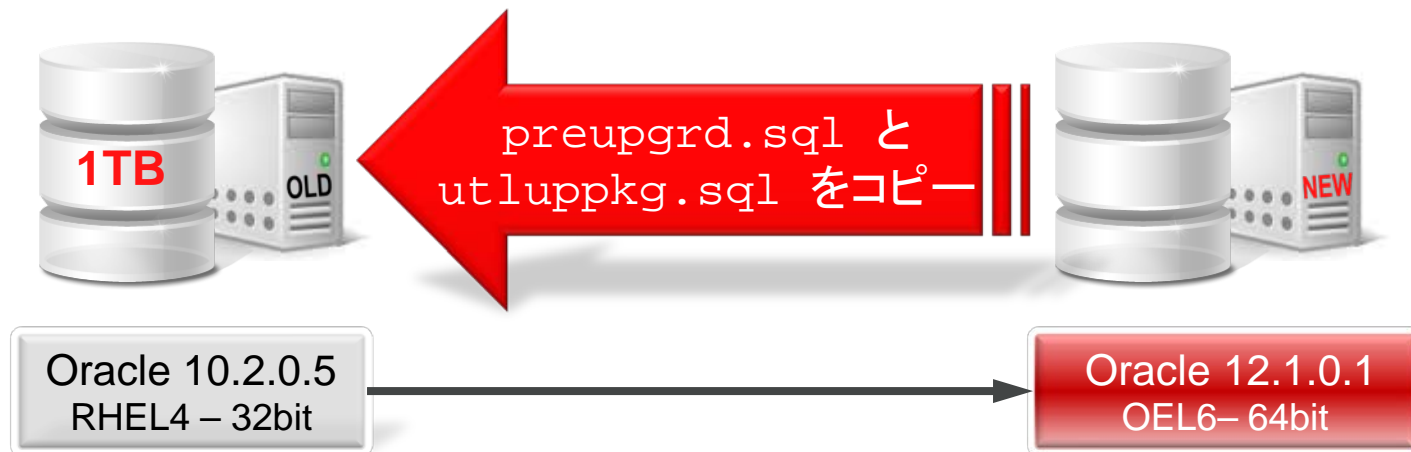 1TB
OLD
preupgrd.sql と
utluppkg.sql をコピー
NEW
Oracle 10.2.0.5
RHEL4 – 32bit
Oracle 12.1.0.1
OEL6– 64bit